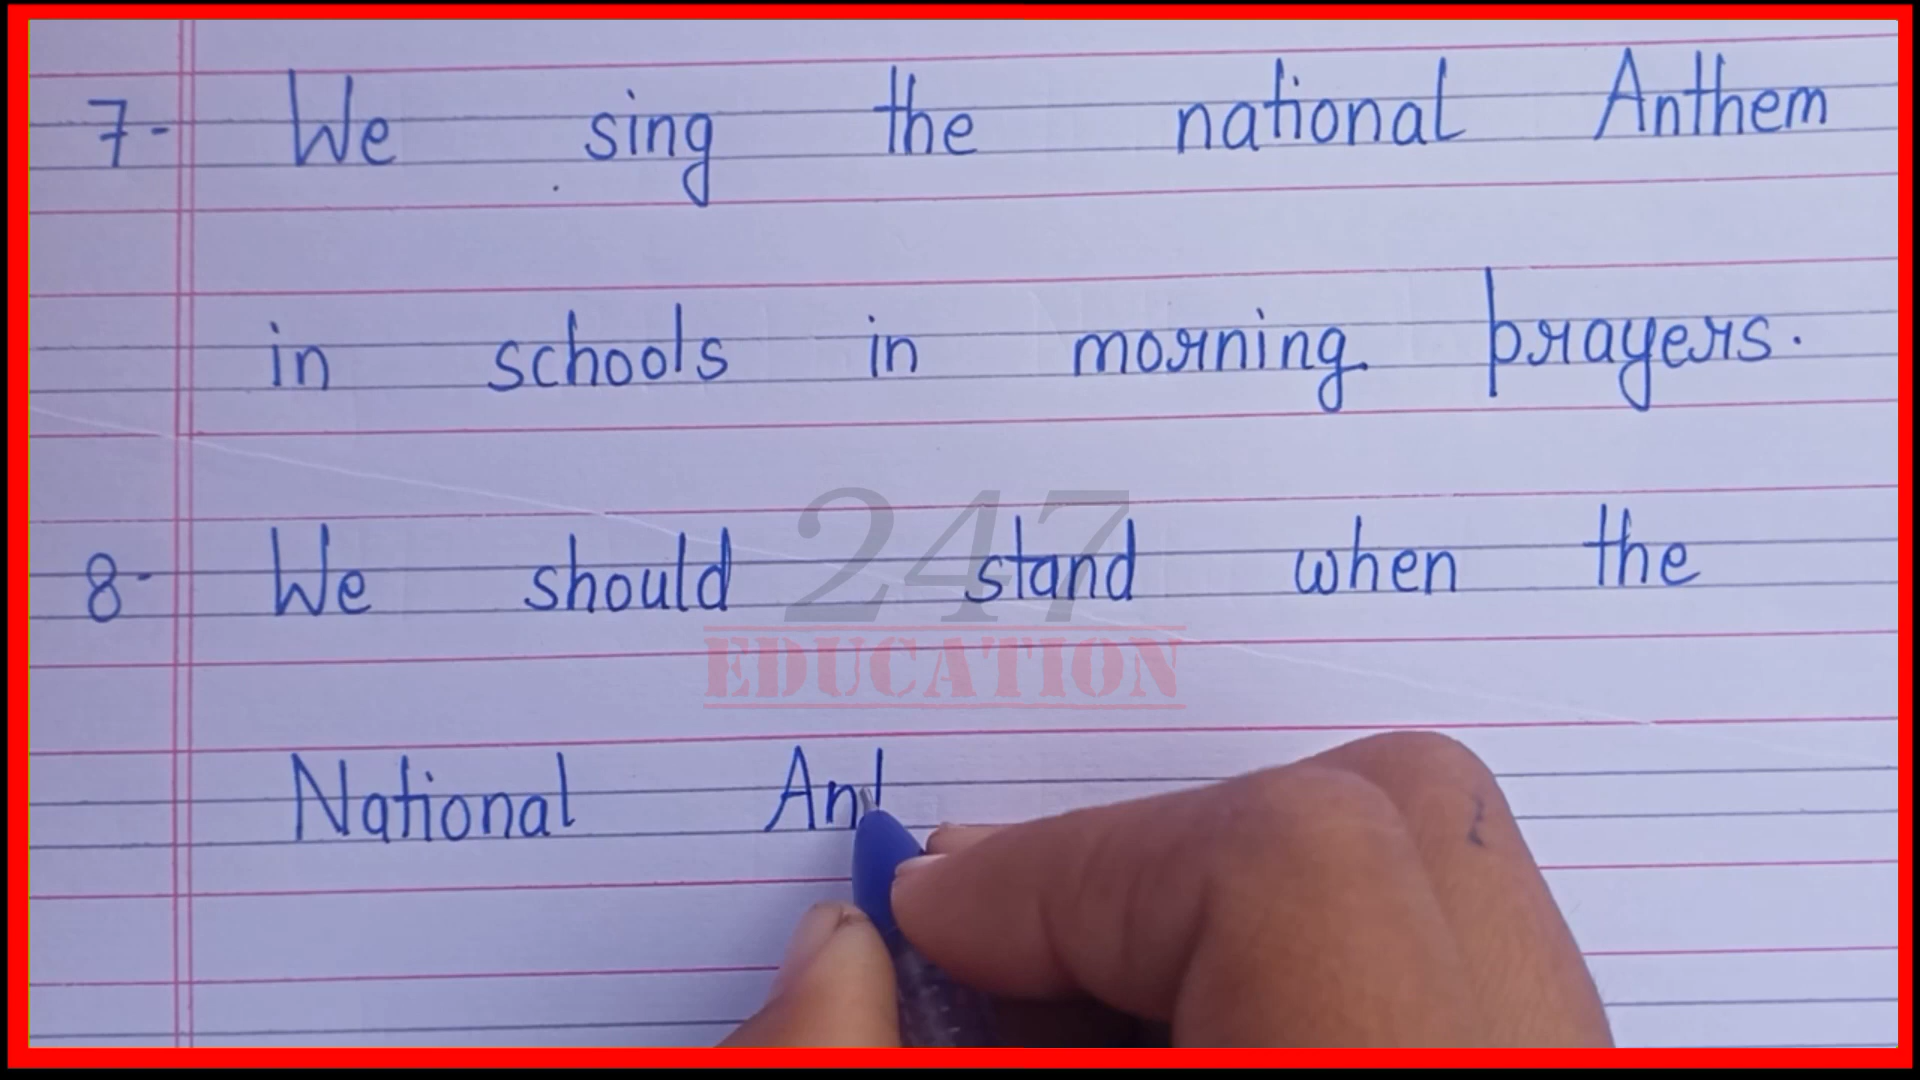 7- We sing the national Anthem
in schools in morning prayers.
8- We should stand when the
247
EDUCATION
National An